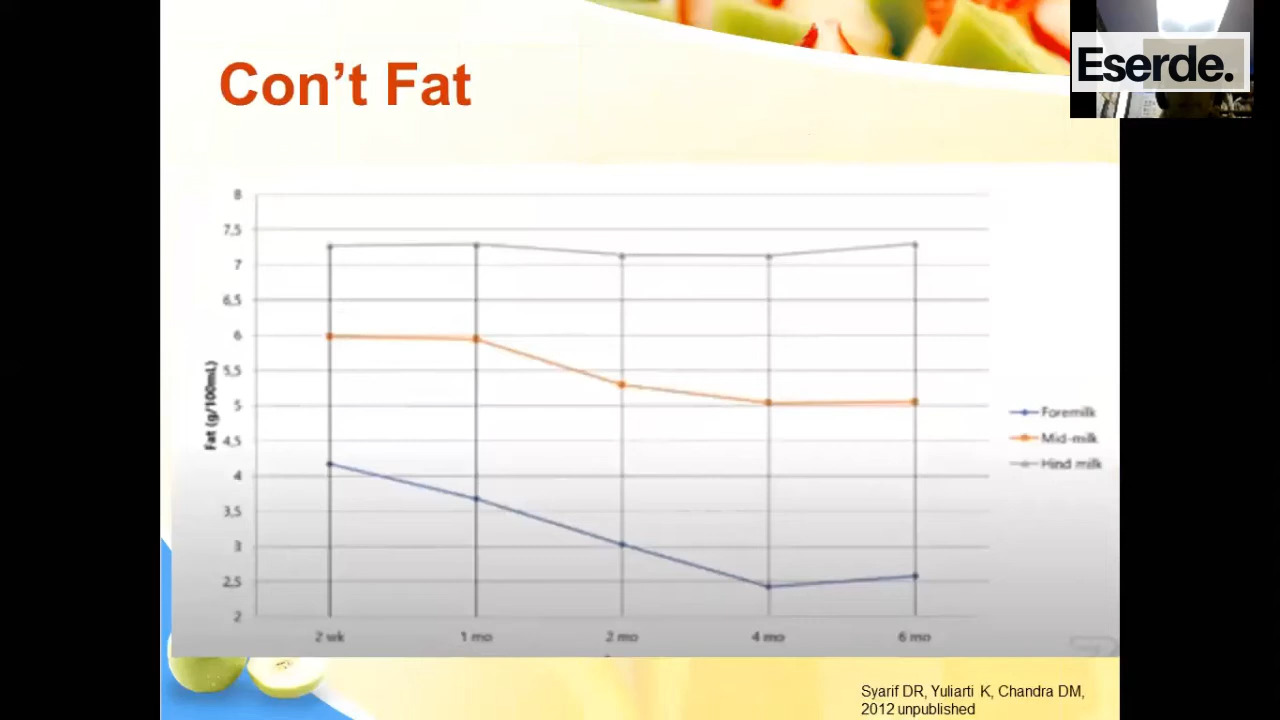 Con't Fat
Eserde.
8
7,5
7
6,5
6
5,5
5
4,5
4
3,5
3
2,5
2
Fat (g/100mL)
2 wk 1 mo 2 mo 4 mo 6 mo
Foremilk
Mid-milk
Hind milk
Syarif DR, Yuliarti K, Chandra DM,
2012 unpublished